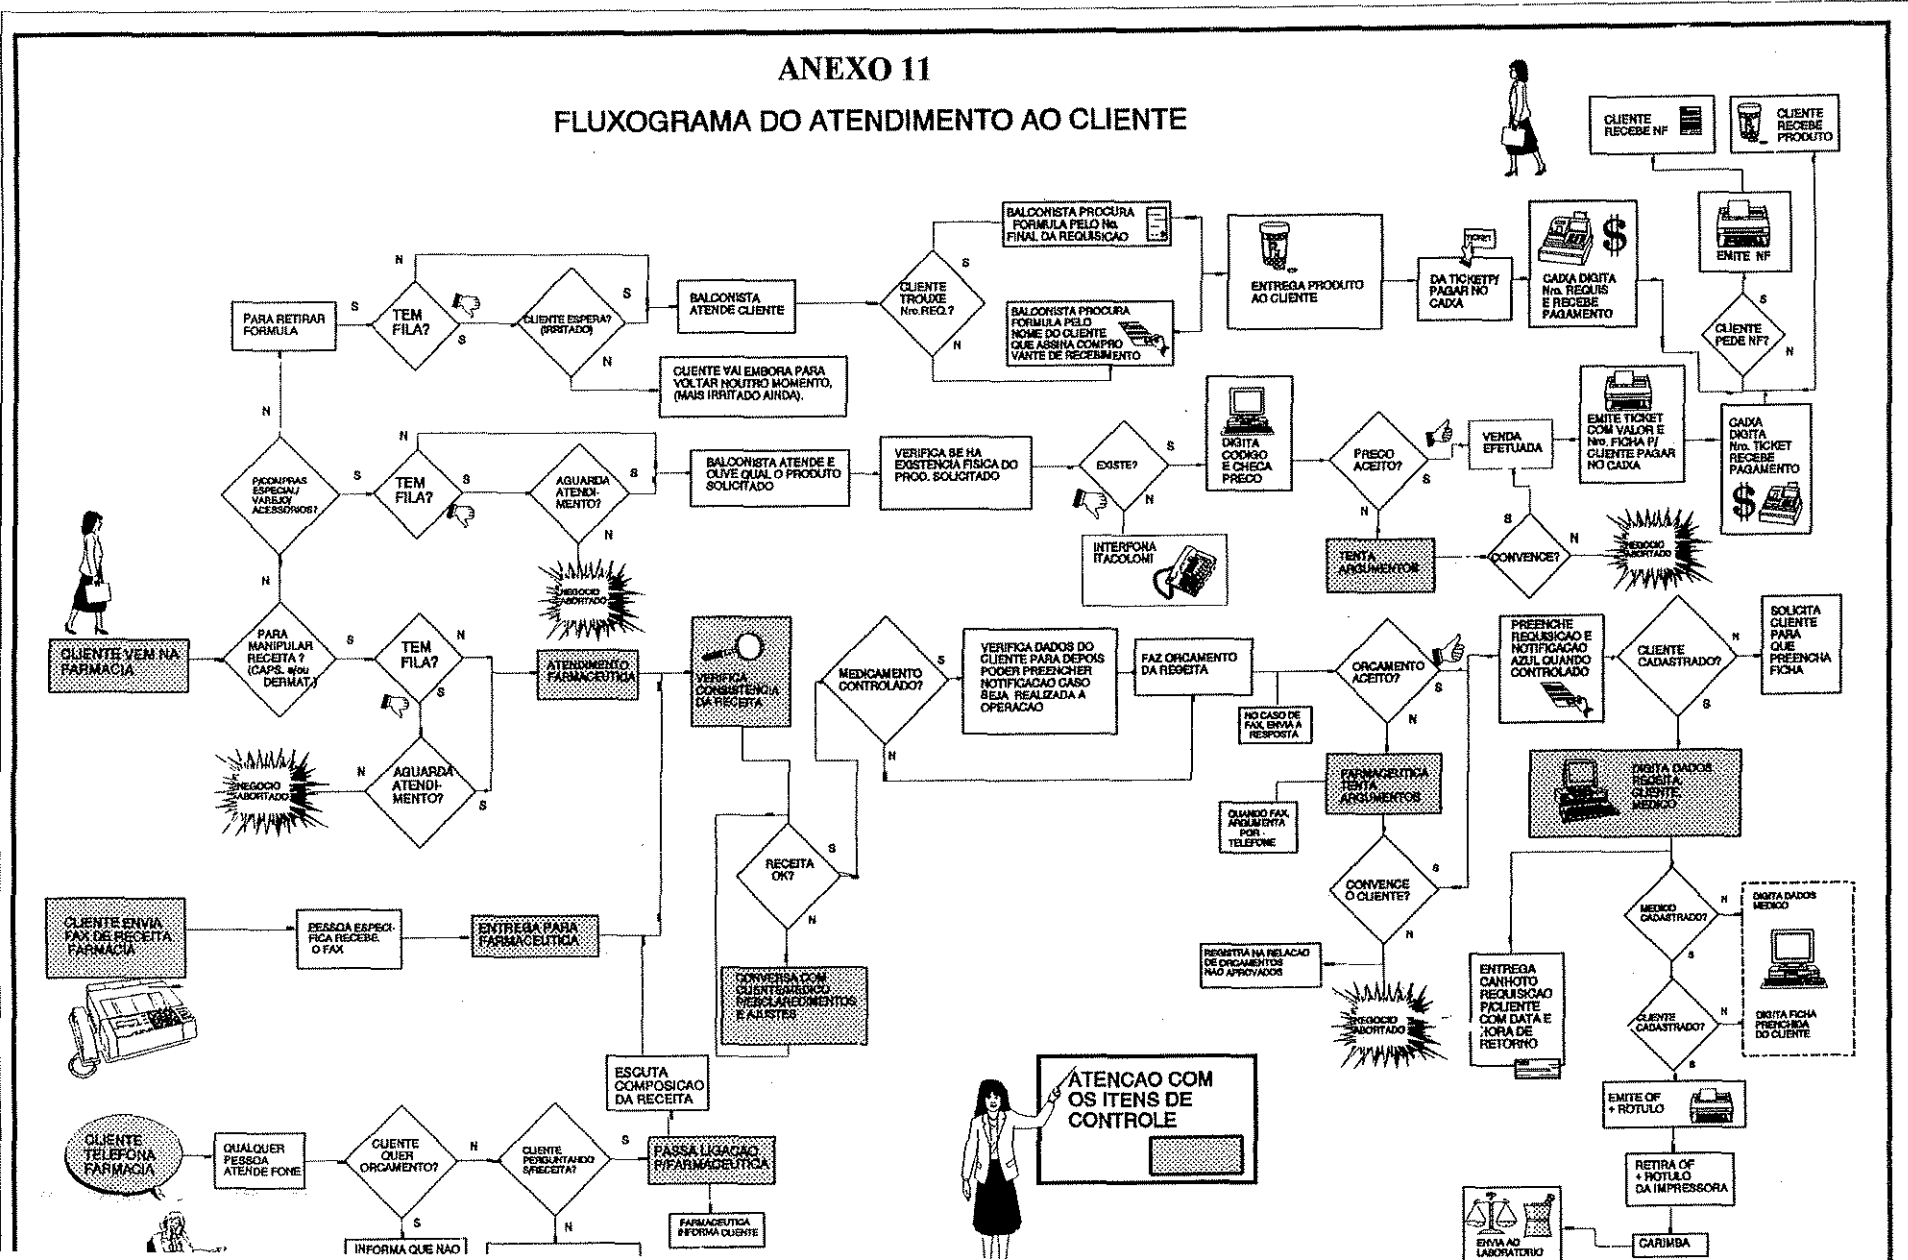 ANEXO 11
FLUXOGRAMA DO ATENDIMENTO AO CLIENTE
CLIENTE
RECEBE NF
CLIENTE
RECEBE
PRODUTO
EMITE NF
S
CLIENTE
PEDE NF?
N
PARA RETIRAR
FORMULA
S
N
TEM
FILA?
S
CLIENTE ESPERA?
(IRRITADO)
S
N
BALCONISTA
ATENDE CLIENTE
CLIENTE VAI EMBORA PARA
VOLTAR NOUTRO MOMENTO,
(MAIS IRRITADO AINDA).
CLIENTE
TROUXE
Nro.REQ.?
S
N
BALCONISTA PROCURA
FORMULA PELO No.
FINAL DA REQUISICAO
BALCONISTA PROCURA
FORMULA PELO
NOME DO CLIENTE
QUE ASSINA COMPRO
VANTE DE RECEBIMENTO
ENTREGA PRODUTO
AO CLIENTE
TICKET
DA TICKETP/
PAGAR NO
CAIXA
$
CAIXA DIGITA
Nro. REQUIS
E RECEBE
PAGAMENTO
N
P/COMPRAS
ESPECIAL/
VAREJO/
ACESSORIOS?
S
N
TEM
FILA?
S
AGUARDA
ATENDI-
MENTO?
S
N
NEGOCIO
ABORTADO
BALCONISTA ATENDE E
OUVE QUAL O PRODUTO
SOLICITADO
VERIFICA SE HA
EXISTENCIA FISICA DO
PROD. SOLICITADO
EXISTE?
S
N
INTERFONA
ITACOLOMI
DIGITA
CODIGO
E CHECA
PRECO
PRECO
ACEITO?
S
N
TENTA
ARGUMENTOS
VENDA
EFETUADA
S
CONVENCE?
N
NEGOCIO
ABORTADO
EMITE TICKET
COM VALOR E
Nro. FICHA P/
CLIENTE PAGAR
NO CAIXA
CAIXA
DIGITA
Nro. TICKET
RECEBE
PAGAMENTO
$
CLIENTE VEM NA
FARMACIA
N
PARA
MANIPULAR
RECEITA ?
(CAPS. e/ou
DERMAT.)
S
TEM
FILA?
N
S
AGUARDA
ATENDI-
MENTO?
N
S
NEGOCIO
ABORTADO
ATENDIMENTO
FARMACEUTICA
VERIFICA
CONSISTENCIA
DA RECEITA
RECEITA
OK?
S
N
CONVERSA COM
CLIENTE/MEDICO
P/ESCLARECIMENTOS
E AJUSTES
MEDICAMENTO
CONTROLADO?
S
N
VERIFICA DADOS DO
CLIENTE PARA DEPOIS
PODER PREENCHER
NOTIFICACAO CASO
SEJA REALIZADA A
OPERACAO
FAZ ORCAMENTO
DA RECEITA
NO CASO DE
FAX, ENVIA A
RESPOSTA
ORCAMENTO
ACEITO?
S
N
FARMACEUTICA
TENTA
ARGUMENTOS
QUANDO FAX,
ARGUMENTA
POR -
TELEFONE
CONVENCE
O CLIENTE?
S
N
REGISTRA NA RELACAO
DE ORCAMENTOS
NAO APROVADOS
NEGOCIO
ABORTADO
PREENCHE
REQUISICAO E
NOTIFICACAO
AZUL QUANDO
CONTROLADO
CLIENTE
CADASTRADO?
N
S
SOLICITA
CLIENTE
PARA
QUE
PREENCHA
FICHA
DIGITA DADOS
RECEITA
CLIENTE
MEDICO
MEDICO
CADASTRADO?
N
S
DIGITA DADOS
MEDICO
CLIENTE
CADASTRADO?
N
S
DIGITA FICHA
PRENCHIDA
DO CLIENTE
ENTREGA
CANHOTO
REQUISICAO
P/CLIENTE
COM DATA E
HORA DE
RETORNO
EMITE OF
+ ROTULO
RETIRA OF
+ ROTULO
DA IMPRESSORA
CARIMBA
ENVIA AO
LABORATORIO
CLIENTE ENVIA
FAX DE RECEITA
FARMACIA
PESSOA ESPECI-
FICA RECEBE
O FAX
ENTREGA PARA
FARMACEUTICA
ESCUTA
COMPOSICAO
DA RECEITA
CLIENTE
TELEFONA
FARMACIA
QUALQUER
PESSOA
ATENDE FONE
CLIENTE
QUER
ORCAMENTO?
N
S
INFORMA QUE NAO
CLIENTE
PERGUNTANDO
S/RECEITA?
S
N
PASSA LIGACAO
P/FARMACEUTICA
FARMACEUTICA
INFORMA CLIENTE
ATENCAO COM
OS ITENS DE
CONTROLE